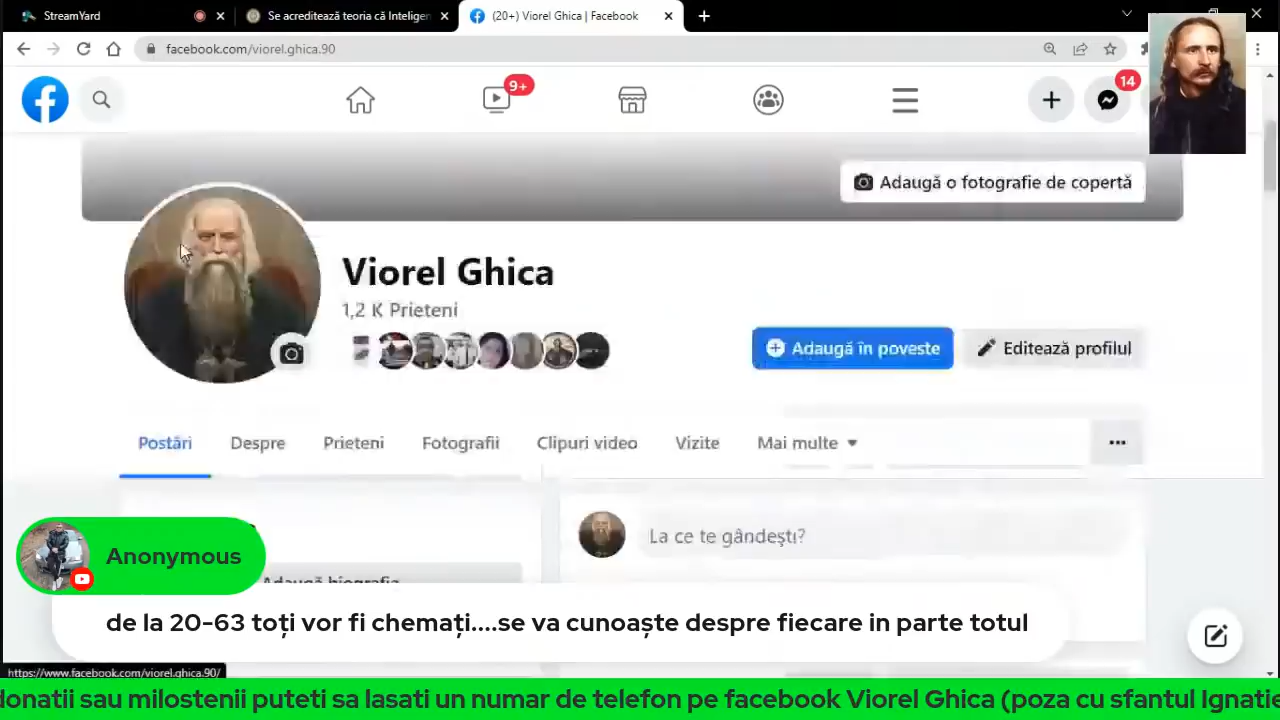 StreamYard
Se acreditează teoria că Inteligen
(20+) Viorel Ghica | Facebook
facebook.com/viorel.ghica.90
9+
14
Adaugă o fotografie de copertă
Viorel Ghica
1,2 K Prieteni
Adaugă în poveste
Editează profilul
Postări
Despre
Prieteni
Fotografii
Clipuri video
Vizite
Mai multe
La ce te gândești?
Anonymous
Adaugă biografia
de la 20-63 toți vor fi chemați....se va cunoaște despre fiecare in parte totul
https://www.facebook.com/viorel.ghica.90/
donatii sau milostenii puteti sa lasati un numar de telefon pe facebook Viorel Ghica (poza cu sfantul Ignatie